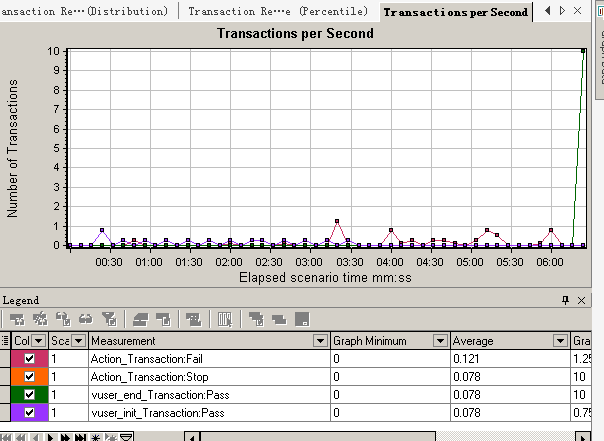 ansaction Re…(Distribution)
Transaction Re…e (Percentile)
Transactions per Second
Transactions per Second
Number of Transactions
10
9
8
7
6
5
4
3
2
1
0
00:30 01:00 01:30 02:00 02:30 03:00 03:30 04:00 04:30 05:00 05:30 06:00
Elapsed scenario time mm:ss
Legend
Col Sca Measurement Graph Minimum Average Gra
1 Action_Transaction:Fail 0 0.121 1.25
1 Action_Transaction:Stop 0 0.078 10
1 vuser_end_Transaction:Pass 0 0.078 10
1 vuser_init_Transaction:Pass 0 0.078 0.75